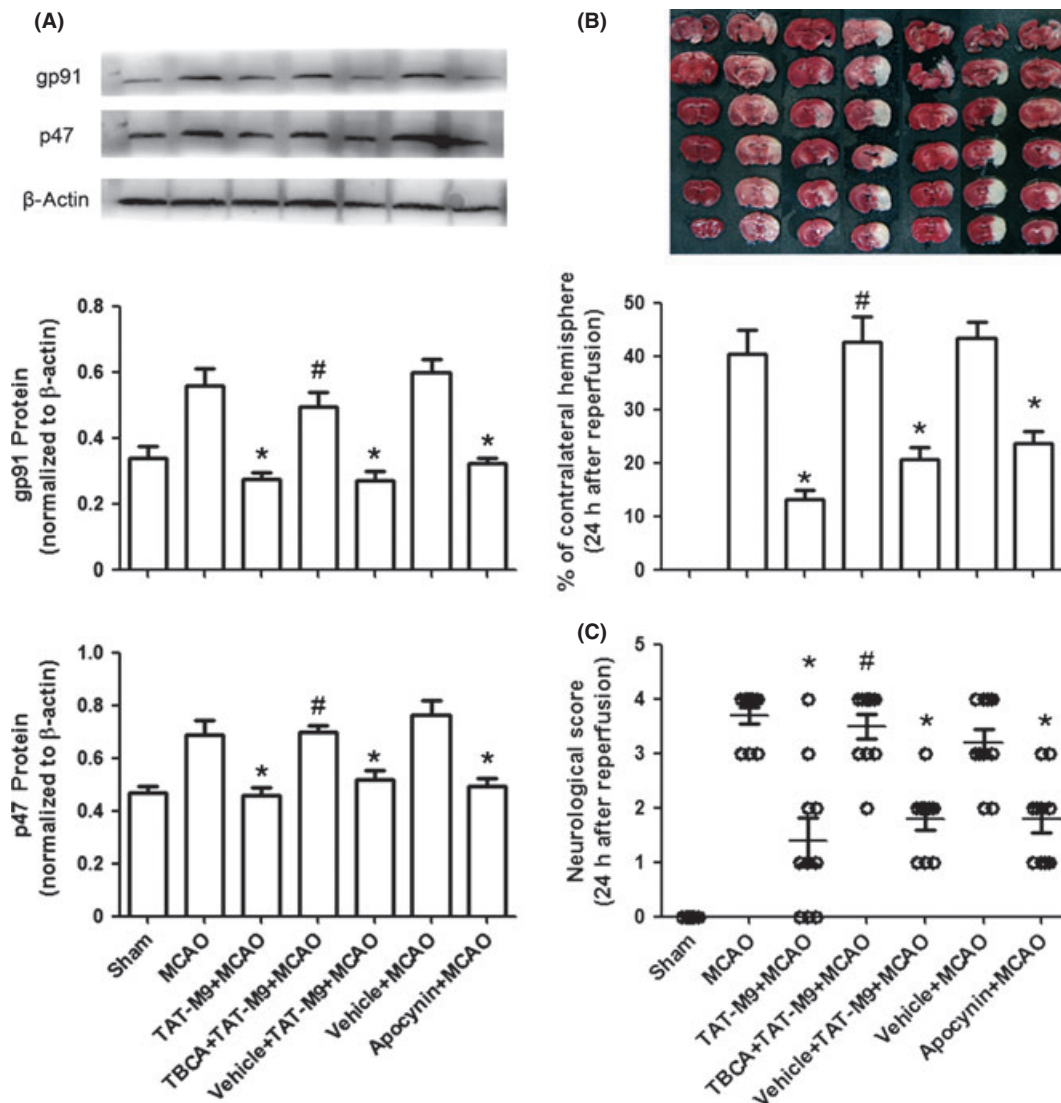 (A)
gp91
p47
β-Actin
gp91 Protein
(normalized to β-actin)
0.8
0.6
0.4
0.2
0
#
*
*
*
p47 Protein
(normalized to β-actin)
1.0
0.8
0.6
0.4
0.2
0
#
*
*
*
Sham
MCAO
TAT-M9+MCAO
TBCA+TAT-M9+MCAO
Vehicle+TAT-M9+MCAO
Vehicle+MCAO
Apocynin+MCAO
(B)
% of contralateral hemisphere
(24 h after reperfusion)
50
40
30
20
10
0
#
*
*
*
(C)
Neurological score
(24 h after reperfusion)
5
4
3
2
1
0
*
#
*
*
Sham
MCAO
TAT-M9+MCAO
TBCA+TAT-M9+MCAO
Vehicle+TAT-M9+MCAO
Vehicle+MCAO
Apocynin+MCAO